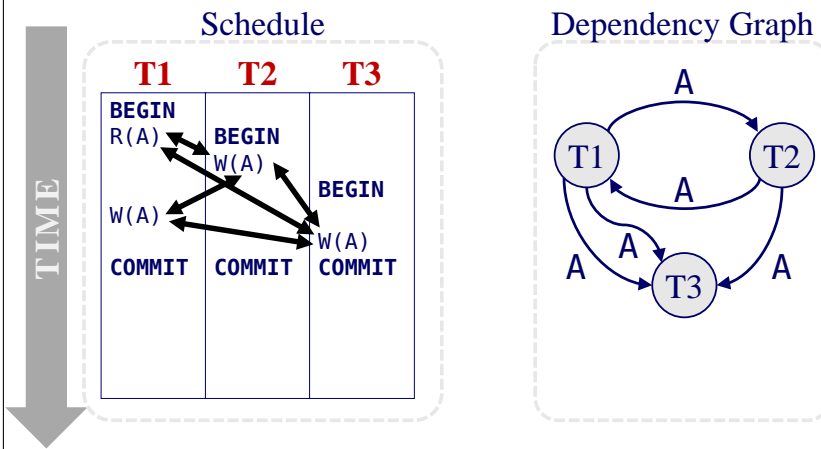 Schedule
TIME
T1 T2 T3
BEGIN
R(A) BEGIN
W(A)
BEGIN
W(A)
W(A)
COMMIT COMMIT COMMIT
Dependency Graph
A
T1 T2
A
A
A A
T3